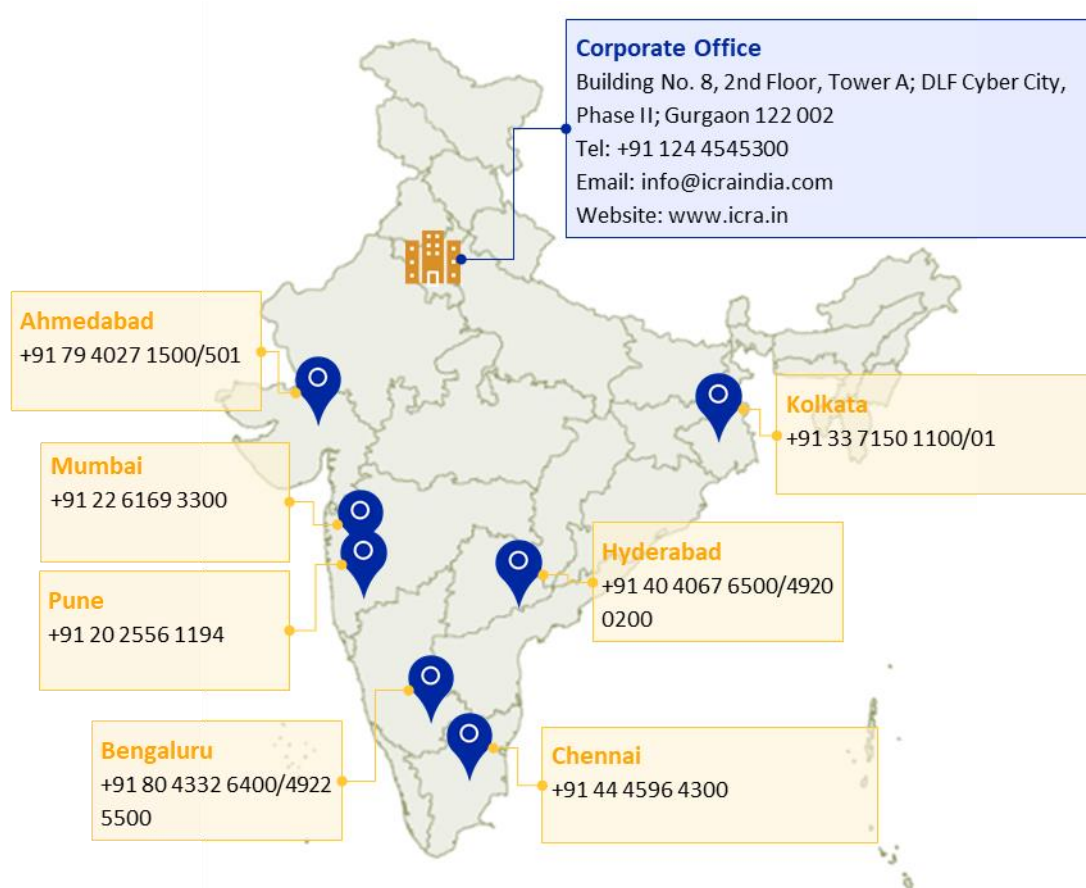 Corporate Office
Building No. 8, 2nd Floor, Tower A; DLF Cyber City,
Phase II; Gurgaon 122 002
Tel: +91 124 4545300
Email: info@icraindia.com
Website: www.icra.in
Ahmedabad
+91 79 4027 1500/501
Kolkata
+91 33 7150 1100/01
Mumbai
+91 22 6169 3300
Hyderabad
+91 40 4067 6500/4920
0200
Pune
+91 20 2556 1194
Bengaluru
+91 80 4332 6400/4922
5500
Chennai
+91 44 4596 4300